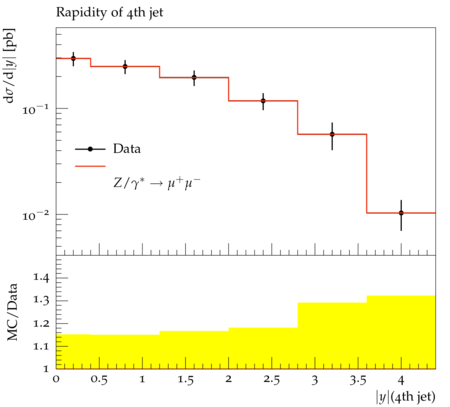 Rapidity of 4th jet
dσ/d|y| [pb]
10⁻¹
10⁻²
Data
Z/γ* → μ⁺μ⁻
MC/Data
1.4
1.3
1.2
1.1
1
0 0.5 1 1.5 2 2.5 3 3.5 4
|y|(4th jet)